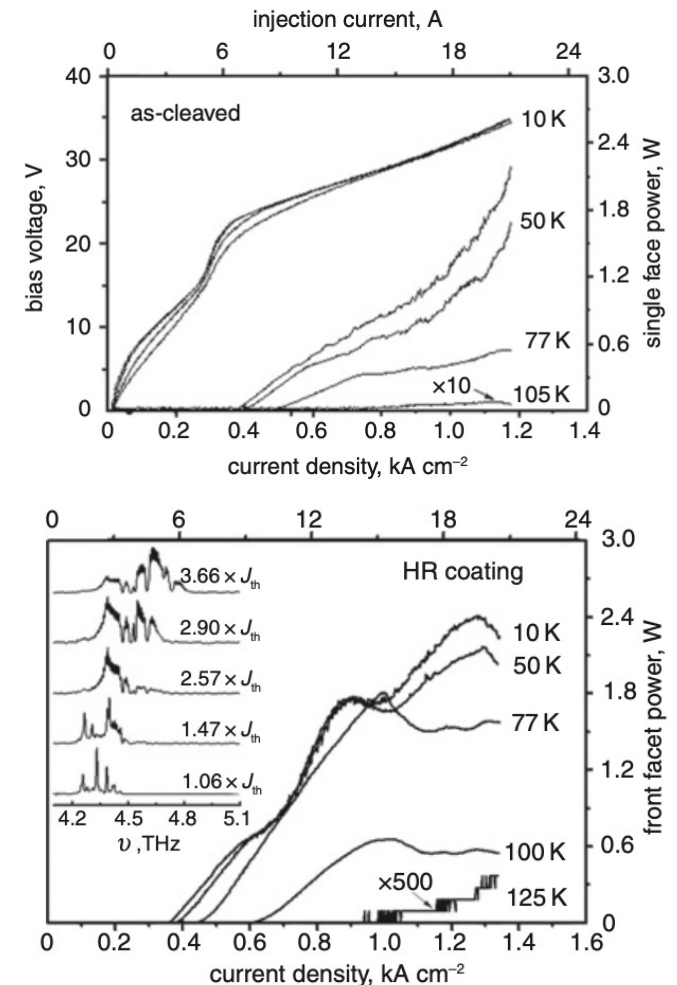 injection current, A
0 6 12 18 24
40 3.0
as-cleaved
10 K
30 2.4
50 K
1.8
20
1.2
10 77 K 0.6
×10 105 K
0 0
0 0.2 0.4 0.6 0.8 1.0 1.2 1.4
bias voltage, V
single face power, W
current density, kA cm⁻²
0 6 12 18 24
3.0
HR coating
3.66 × Jth
2.4
10 K
2.90 × Jth
50 K
2.57 × Jth
1.8
77 K
1.47 × Jth
1.2
1.06 × Jth
4.2 4.5 4.8 5.1
υ ,THz
0.6
100 K
×500
125 K
0
0 0.2 0.4 0.6 0.8 1.0 1.2 1.4 1.6
front facet power, W
current density, kA cm⁻²